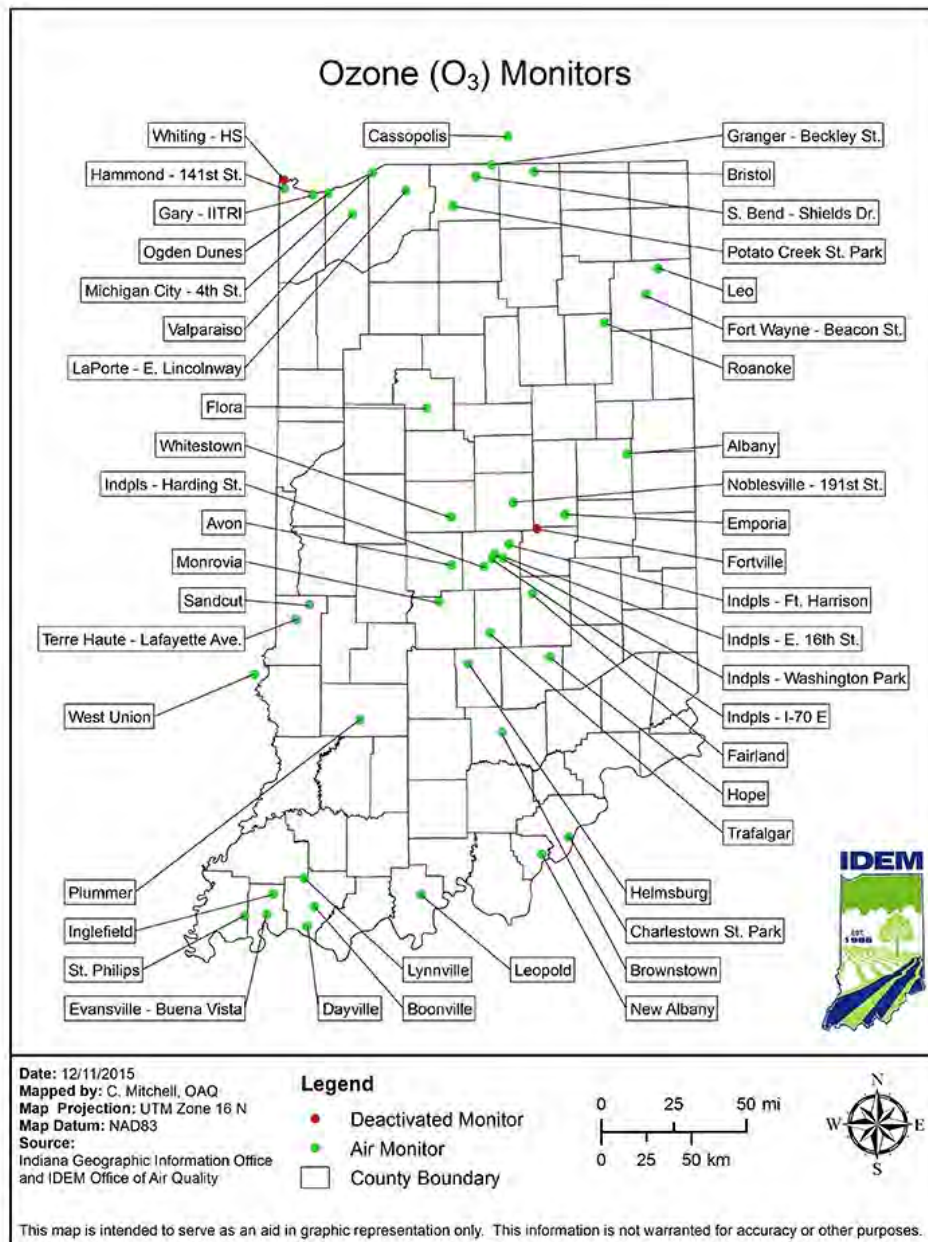 Ozone (O₃) Monitors
Whiting - HS
Cassopolis
Granger - Beckley St.
Hammond - 141st St.
Bristol
Gary - IITRI
S. Bend - Shields Dr.
Ogden Dunes
Potato Creek St. Park
Michigan City - 4th St.
Leo
Valparaiso
Fort Wayne - Beacon St.
LaPorte - E. Lincolnway
Roanoke
Flora
Whitestown
Albany
Indpls - Harding St.
Noblesville - 191st St.
Avon
Emporia
Monrovia
Fortville
Sandcut
Indpls - Ft. Harrison
Terre Haute - Lafayette Ave.
Indpls - E. 16th St.
Indpls - Washington Park
West Union
Indpls - I-70 E
Fairland
Hope
Trafalgar
Plummer
Helmsburg
Inglefield
Charlestown St. Park
St. Philips
Lynnville
Leopold
Brownstown
Evansville - Buena Vista
Dayville
Boonville
New Albany
IDEM
Est.
1986
Date: 12/11/2015
Mapped by: C. Mitchell, OAQ
Map Projection: UTM Zone 16 N
Map Datum: NAD83
Source:
Indiana Geographic Information Office
and IDEM Office of Air Quality
Legend
Deactivated Monitor
Air Monitor
County Boundary
0 25 50 mi
0 25 50 km
N
W E
S
This map is intended to serve as an aid in graphic representation only. This information is not warranted for accuracy or other purposes.